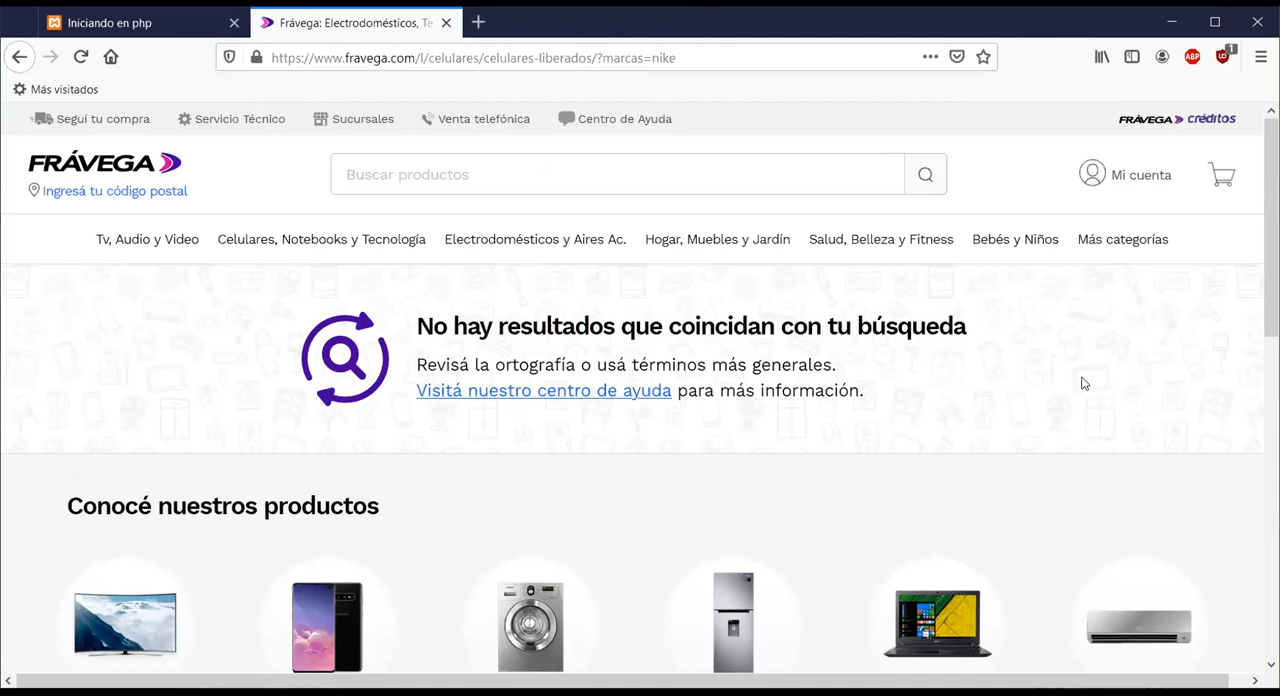 Iniciando en php
Frávega: Electrodomésticos, Te
https://www.fravega.com/l/celulares/celulares-liberados/?marcas=nike
ABP
1
Más visitados
Seguí tu compra
Servicio Técnico
Sucursales
Venta telefónica
Centro de Ayuda
FRÁVEGA créditos
FRÁVEGA
Ingresá tu código postal
Buscar productos
Mi cuenta
Tv, Audio y Video
Celulares, Notebooks y Tecnología
Electrodomésticos y Aires Ac.
Hogar, Muebles y Jardín
Salud, Belleza y Fitness
Bebés y Niños
Más categorías
No hay resultados que coincidan con tu búsqueda
Revisá la ortografía o usá términos más generales.
Visitá nuestro centro de ayuda para más información.
Conocé nuestros productos